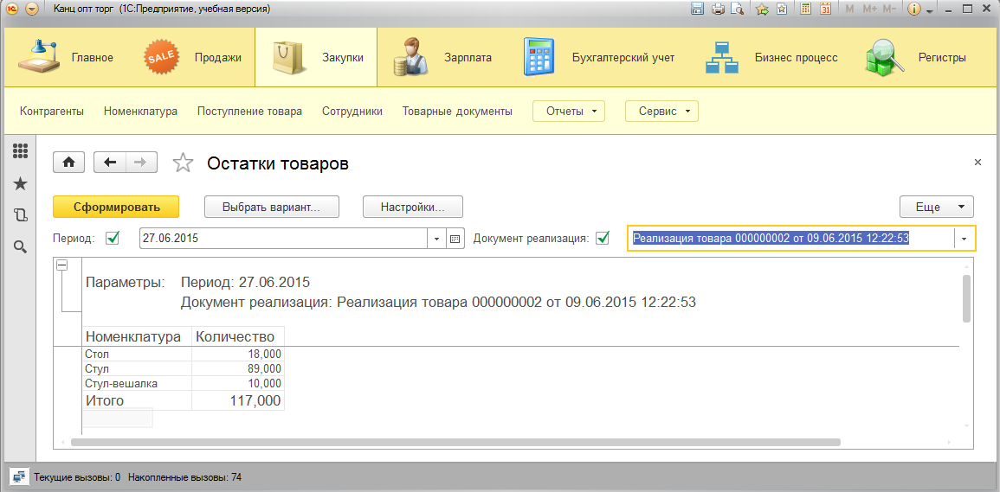 1С Канц опт торг (1С:Предприятие, учебная версия) 31 M M+ M-
Главное SALE Продажи Закупки Зарплата Бухгалтерский учет Бизнес процесс Регистры
Контрагенты Номенклатура Поступление товара Сотрудники Товарные документы Отчеты Сервис
Остатки товаров
Сформировать Выбрать вариант... Настройки... Еще
Период: 27.06.2015 Документ реализация: Реализация товара 000000002 от 09.06.2015 12:22:53
Параметры: Период: 27.06.2015
Документ реализация: Реализация товара 000000002 от 09.06.2015 12:22:53
Номенклатура Количество
Стол 18,000
Стул 89,000
Стул-вешалка 10,000
Итого 117,000
Текущие вызовы: 0 Накопленные вызовы: 74